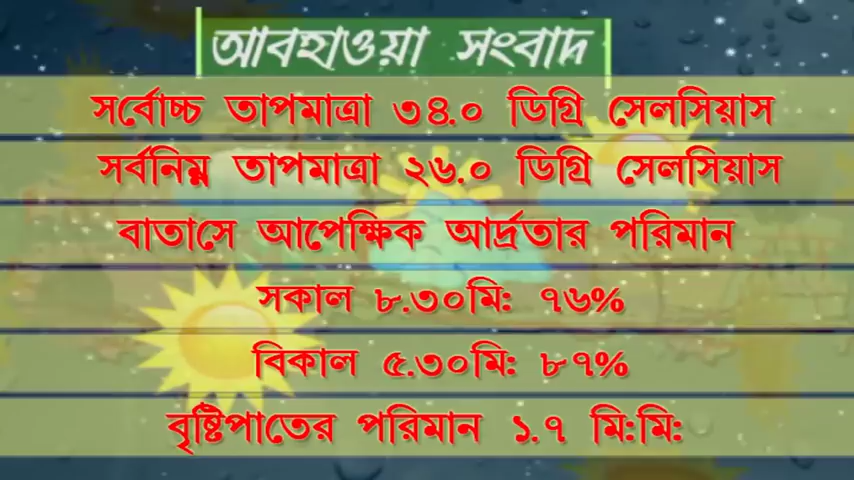 আবহাওয়া সংবাদ
সর্বোচ্চ তাপমাত্রা ৩৪.০ ডিগ্রি সেলসিয়াস
সর্বনিম্ন তাপমাত্রা ২৬.০ ডিগ্রি সেলসিয়াস
বাতাসে আপেক্ষিক আর্দ্রতার পরিমান
সকাল ৮.৩০মি: ৭৬%
বিকাল ৫.৩০মি: ৮৭%
বৃষ্টিপাতের পরিমান ১.৭ মি:মি: